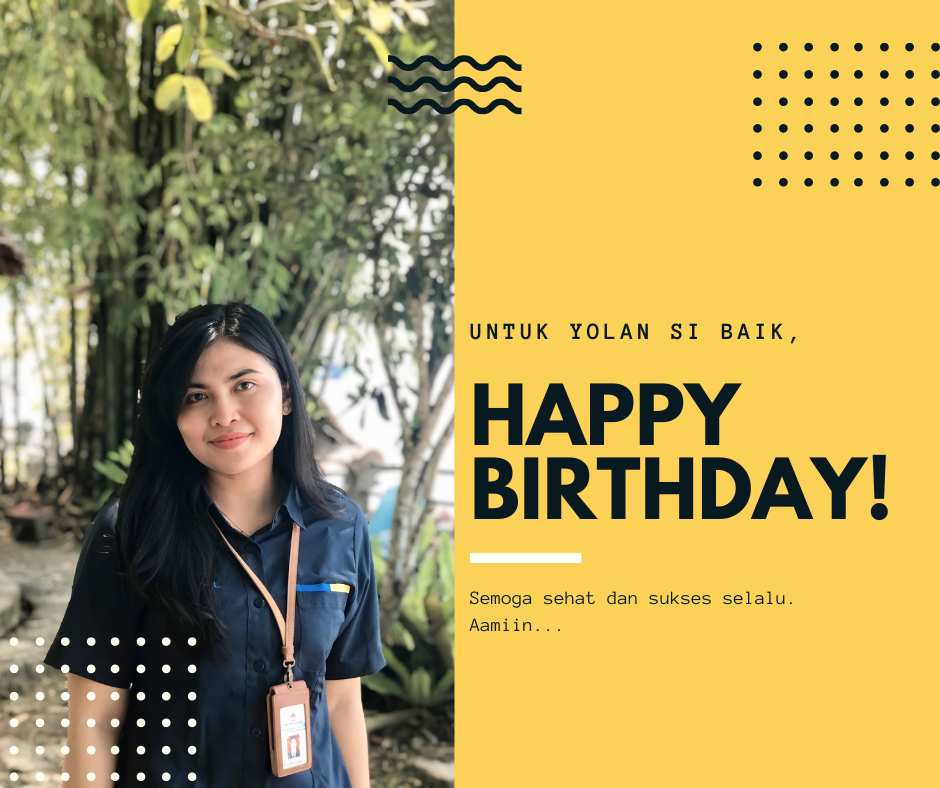 UNTUK YOLAN SI BAIK,
HAPPY
BIRTHDAY!
Semoga sehat dan sukses selalu.
Aamiin...